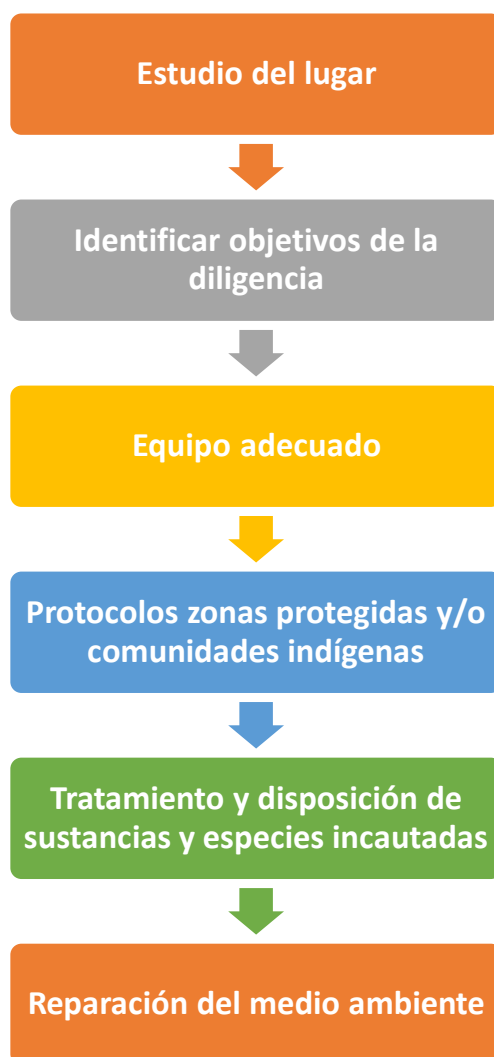 Estudio del lugar
Identificar objetivos de la
diligencia
Equipo adecuado
Protocolos zonas protegidas y/o
comunidades indígenas
Tratamiento y disposición de
sustancias y especies incautadas
Reparación del medio ambiente